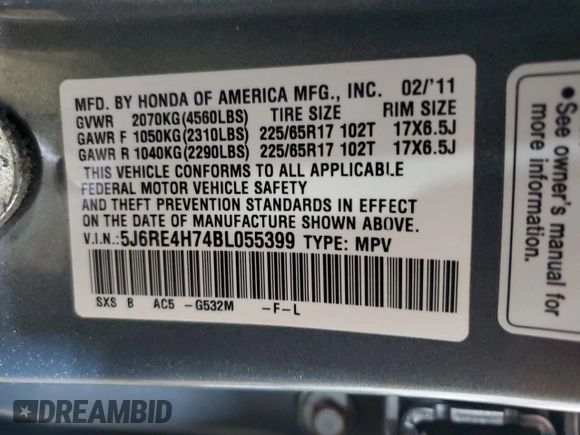 MFD. BY HONDA OF AMERICA MFG., INC. 02/'11
GVWR 2070KG(4560LBS) TIRE SIZE RIM SIZE
GAWR F 1050KG(2310LBS) 225/65R17 102T 17X6.5J
GAWR R 1040KG(2290LBS) 225/65R17 102T 17X6.5J
THIS VEHICLE CONFORMS TO ALL APPLICABLE
FEDERAL MOTOR VEHICLE SAFETY
AND THEFT PREVENTION STANDARDS IN EFFECT
ON THE DATE OF MANUFACTURE SHOWN ABOVE.
V.I.N.:5J6RE4H74BL055399 TYPE: MPV
SXS B AC5 -G532M -F-L
See owner's
manual for
more information.
DREAMBID